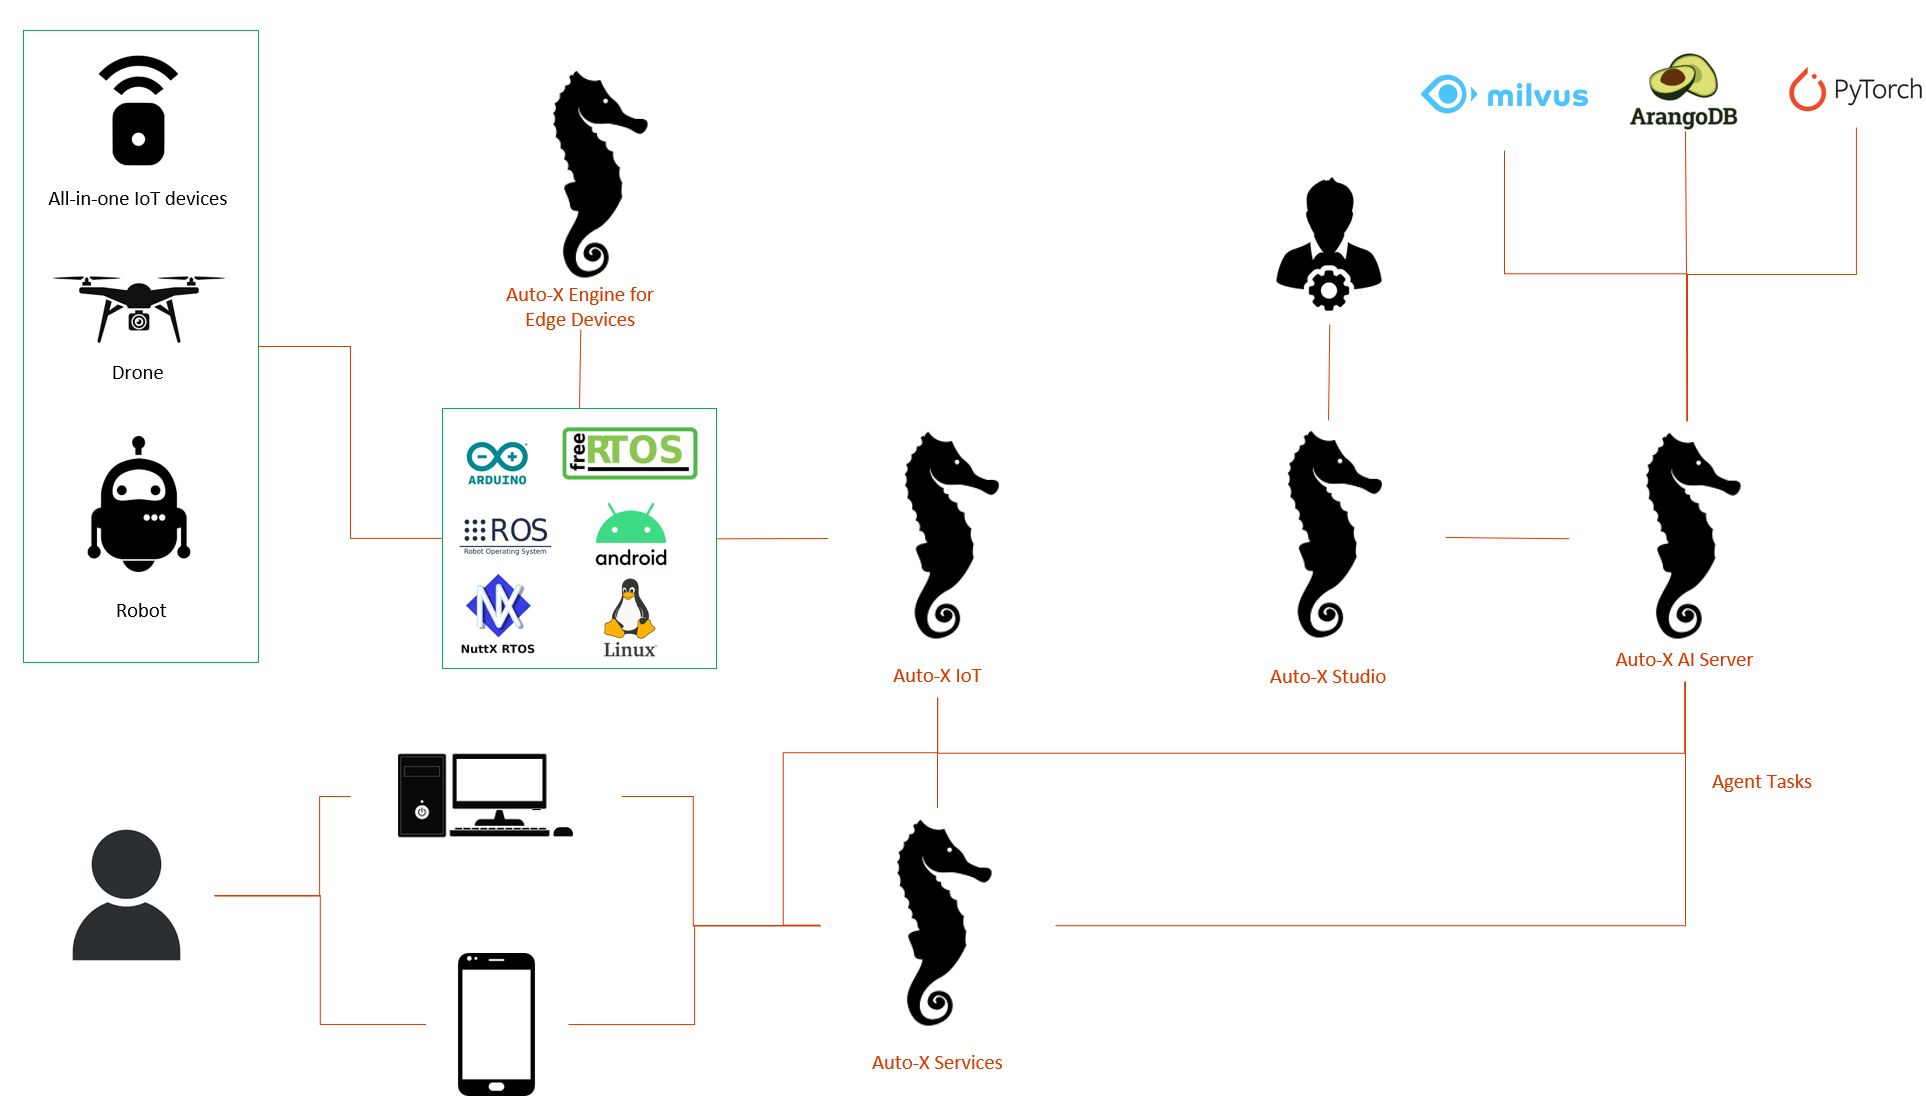 All-in-one IoT devices
Drone
Robot
Auto-X Engine for
Edge Devices
milvus
ArangoDB
PyTorch
ARDUINO
free
RTOS
ROS
Robot Operating System
android
NX
NuttX RTOS
Linux
Auto-X IoT
Auto-X Studio
Auto-X AI Server
Agent Tasks
Auto-X Services